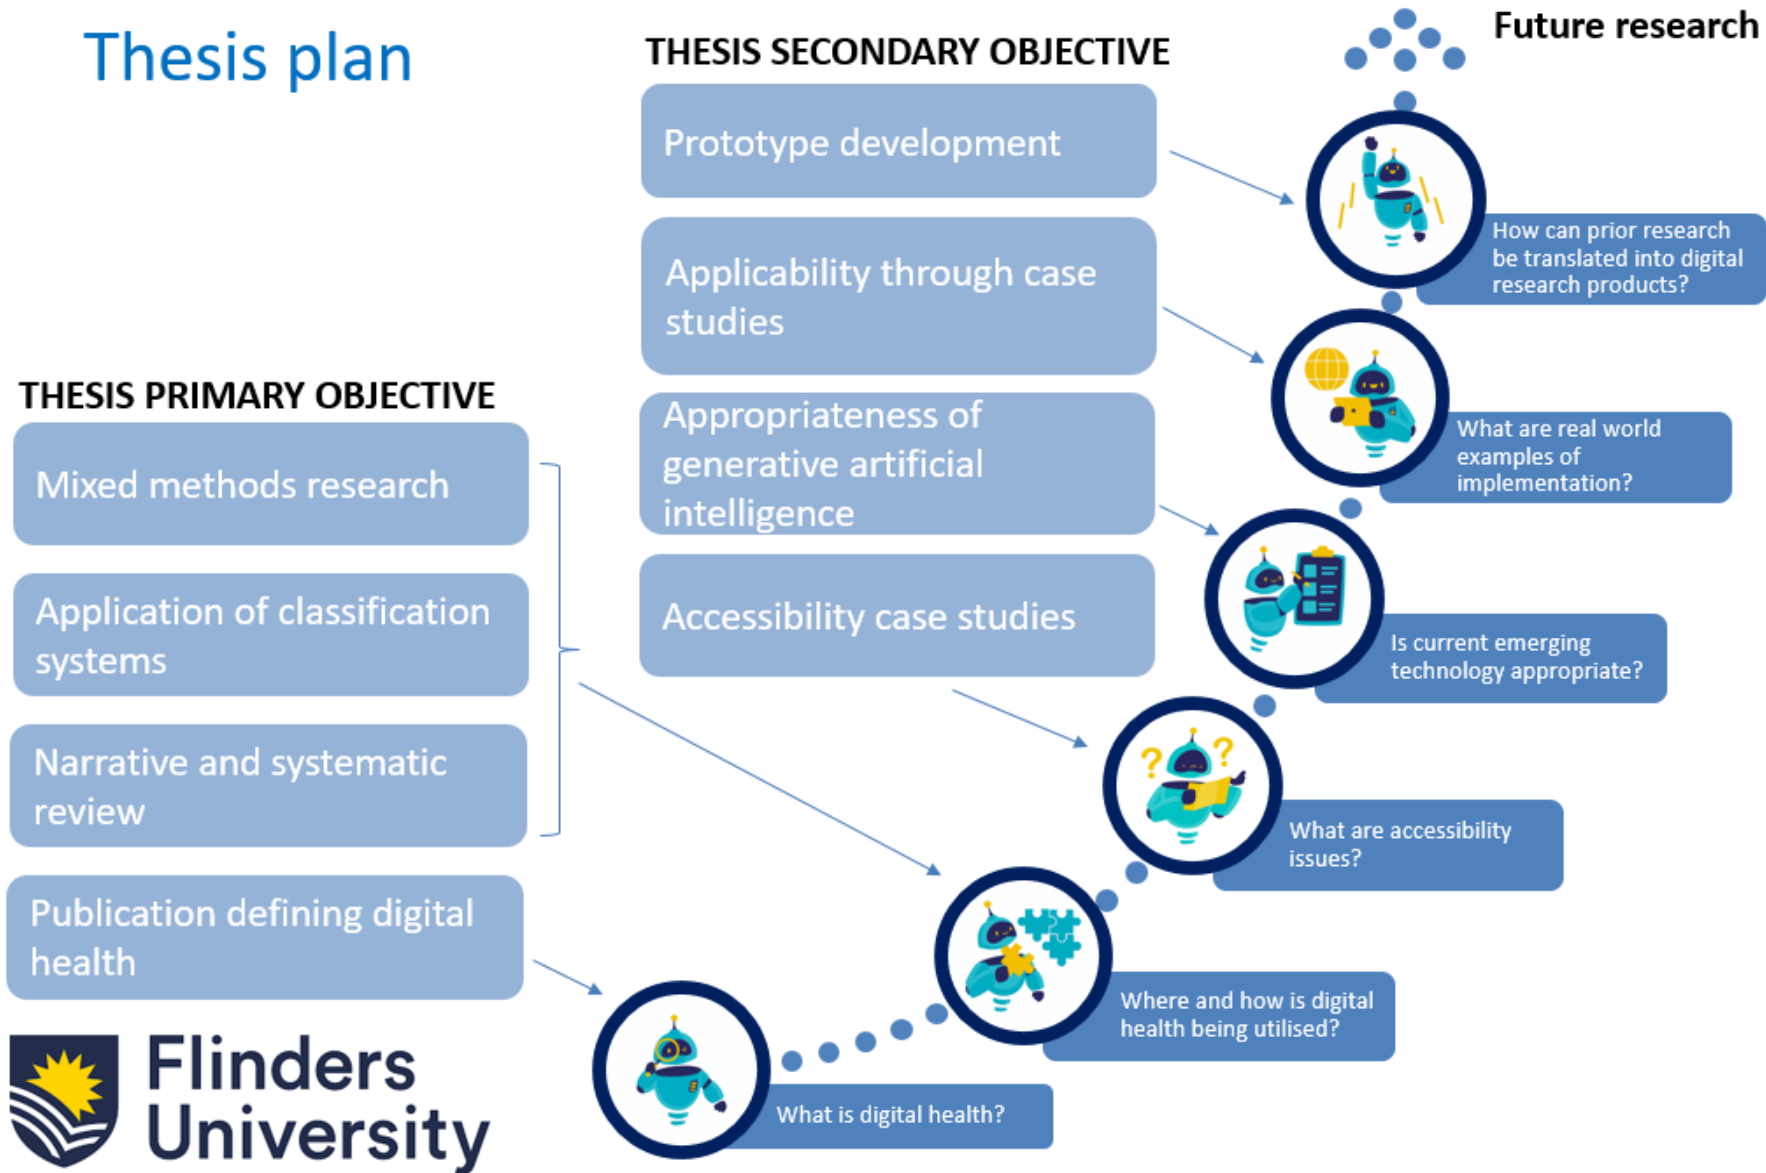 Thesis plan
THESIS SECONDARY OBJECTIVE
Future research
Prototype development
How can prior research
be translated into digital
research products?
Applicability through case
studies
What are real world
examples of
implementation?
THESIS PRIMARY OBJECTIVE
Mixed methods research
Application of classification
systems
Narrative and systematic
review
Publication defining digital
health
Appropriateness of
generative artificial
intelligence
Is current emerging
technology appropriate?
Accessibility case studies
What are accessibility
issues?
Where and how is digital
health being utilised?
What is digital health?
Flinders
University